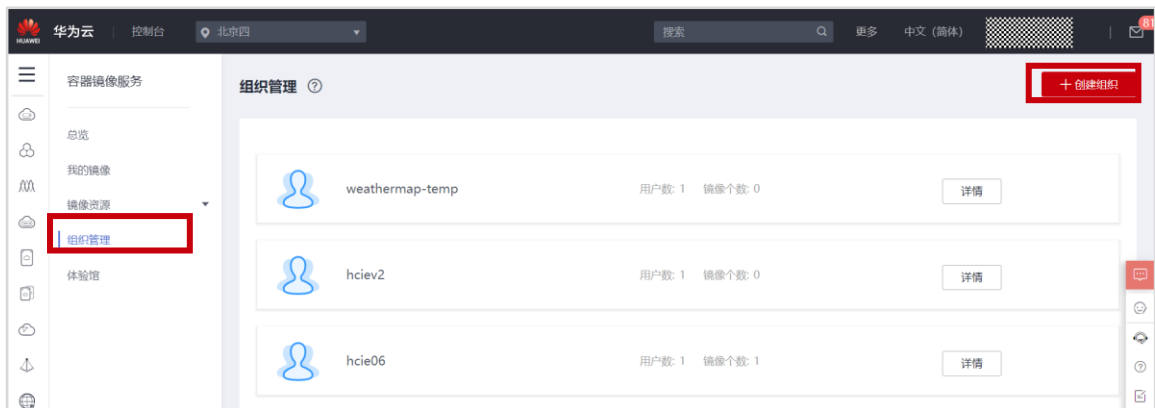 HUAWEI 华为云 控制台 北京四 搜索 更多 中文 (简体) 81
容器镜像服务
总览
我的镜像
镜像资源
组织管理
体验馆
组织管理 ?
+ 创建组织
weathermap-temp 用户数: 1 镜像个数: 0 详情
hciev2 用户数: 1 镜像个数: 0 详情
hcie06 用户数: 1 镜像个数: 1 详情